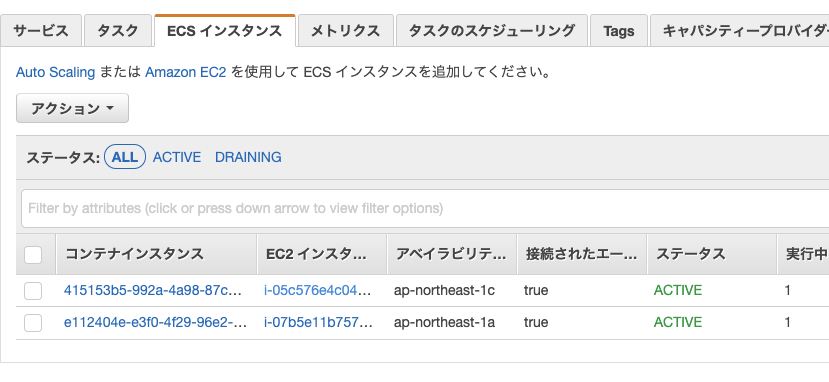 サービス タスク ECS インスタンス メトリクス タスクのスケジューリング Tags キャパシティープロバイダー
Auto Scaling または Amazon EC2 を使用して ECS インスタンスを追加してください。
アクション
ステータス: ALL ACTIVE DRAINING
Filter by attributes (click or press down arrow to view filter options)
コンテナインスタンス EC2 インスタ... アベイラビリテ... 接続されたエー... ステータス 実行中
415153b5-992a-4a98-87c... i-05c576e4c04... ap-northeast-1c true ACTIVE 1
e112404e-e3f0-4f29-96e2-... i-07b5e11b757... ap-northeast-1a true ACTIVE 1